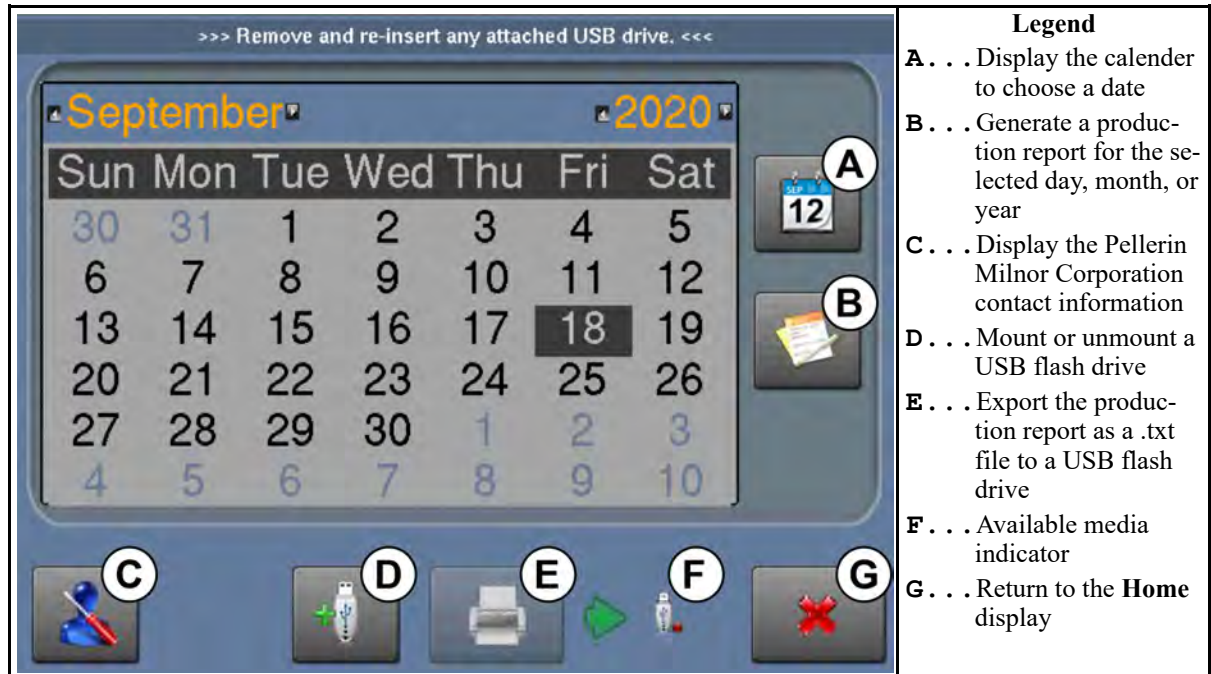 >>> Remove and re-insert any attached USB drive. <<<
September 2020
Sun Mon Tue Wed Thu Fri Sat
30 31 1 2 3 4 5
6 7 8 9 10 11 12
13 14 15 16 17 18 19
20 21 22 23 24 25 26
27 28 29 30 1 2 3
4 5 6 7 8 9 10
A
SEP
12
B
C
D
E
F
G
Legend
A...Display the calender
to choose a date
B...Generate a produc-
tion report for the se-
lected day, month, or
year
C...Display the Pellerin
Milnor Corporation
contact information
D...Mount or unmount a
USB flash drive
E...Export the produc-
tion report as a .txt
file to a USB flash
drive
F...Available media
indicator
G...Return to the Home
display